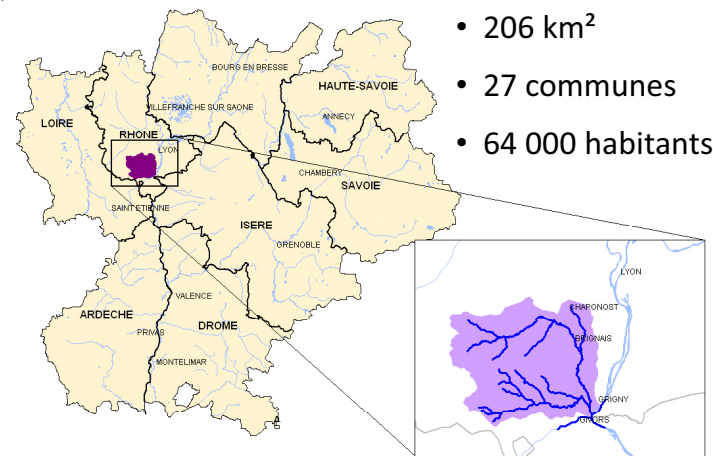 • 206 km²
• 27 communes
• 64 000 habitants
BOURG EN BRESSE
HAUTE-SAVOIE
VILLEFRANCHE SUR SAONE
ANNECY
LOIRE
RHONE
LYON
CHAMBERY
SAVOIE
SAINT ETIENNE
ISERE
GRENOBLE
VALENCE
ARDECHE
PRIVAS
DROME
MONTELIMAR
LYON
CHAPONOST
BRIGNAIS
GRIGNY
GIVORS